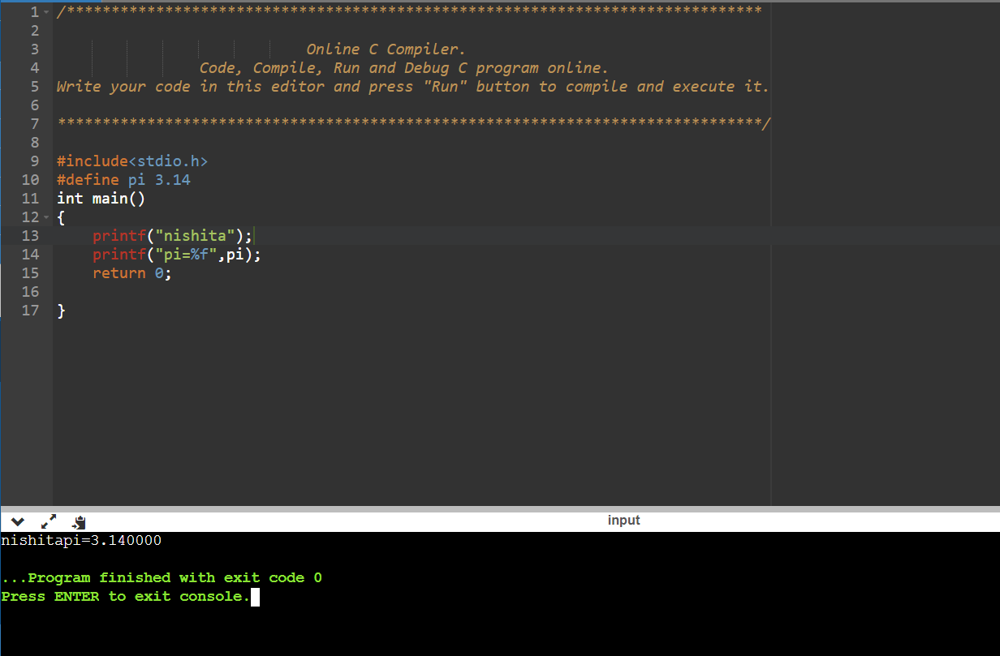 1 /******************************************************************************
2
3 Online C Compiler.
4 Code, Compile, Run and Debug C program online.
5 Write your code in this editor and press "Run" button to compile and execute it.
6
7 *******************************************************************************/
8
9 #include<stdio.h>
10 #define pi 3.14
11 int main()
12 {
13 printf("nishita");
14 printf("pi=%f",pi);
15 return 0;
16
17 }
input
nishitapi=3.140000
...Program finished with exit code 0
Press ENTER to exit console.